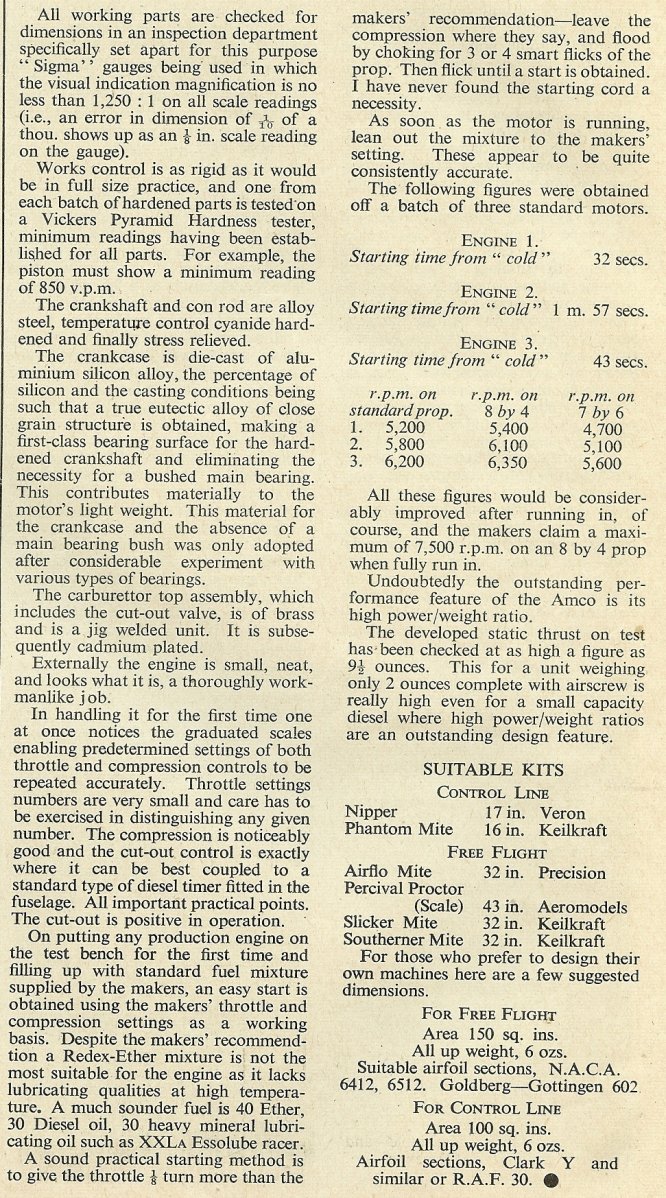 All working parts are checked for
dimensions in an inspection department
specifically set apart for this purpose
“ Sigma ’’ gauges being used in which
the visual indication magnification is no
less than 1,250 : 1 on all scale readings
(i.e., an error in dimension of 1/10 of a
thou. shows up as an ⅛ in. scale reading
on the gauge).
Works control is as rigid as it would
be in full size practice, and one from
each batch of hardened parts is tested on
a Vickers Pyramid Hardness tester,
minimum readings having been estab-
lished for all parts. For example, the
piston must show a minimum reading
of 850 v.p.m.
The crankshaft and con rod are alloy
steel, temperature control cyanide hard-
ened and finally stress relieved.
The crankcase is die-cast of alu-
minium silicon alloy, the percentage of
silicon and the casting conditions being
such that a true eutectic alloy of close
grain structure is obtained, making a
first-class bearing surface for the hard-
ened crankshaft and eliminating the
necessity for a bushed main bearing.
This contributes materially to the
motor's light weight. This material for
the crankcase and the absence of a
main bearing bush was only adopted
after considerable experiment with
various types of bearings.
The carburettor top assembly, which
includes the cut-out valve, is of brass
and is a jig welded unit. It is subse-
quently cadmium plated.
Externally the engine is small, neat,
and looks what it is, a thoroughly work-
manlike job.
In handling it for the first time one
at once notices the graduated scales
enabling predetermined settings of both
throttle and compression controls to be
repeated accurately. Throttle settings
numbers are very small and care has to
be exercised in distinguishing any given
number. The compression is noticeably
good and the cut-out control is exactly
where it can be best coupled to a
standard type of diesel timer fitted in the
fuselage. All important practical points.
The cut-out is positive in operation.
On putting any production engine on
the test bench for the first time and
filling up with standard fuel mixture
supplied by the makers, an easy start is
obtained using the makers' throttle and
compression settings as a working
basis. Despite the makers' recommend-
tion a Redex-Ether mixture is not the
most suitable for the engine as it lacks
lubricating qualities at high tempera-
ture. A much sounder fuel is 40 Ether,
30 Diesel oil, 30 heavy mineral lubri-
cating oil such as XXLA Essolube racer.
A sound practical starting method is
to give the throttle ⅛ turn more than the
makers' recommendation—leave the
compression where they say, and flood
by choking for 3 or 4 smart flicks of the
prop. Then flick until a start is obtained.
I have never found the starting cord a
necessity.
As soon as the motor is running,
lean out the mixture to the makers'
setting. These appear to be quite
consistently accurate.
The following figures were obtained
off a batch of three standard motors.
ENGINE 1.
Starting time from “ cold ” 32 secs.
ENGINE 2.
Starting time from “ cold ” 1 m. 57 secs.
ENGINE 3.
Starting time from “ cold ” 43 secs.
r.p.m. on r.p.m. on r.p.m. on
standard prop. 8 by 4 7 by 6
1. 5,200 5,400 4,700
2. 5,800 6,100 5,100
3. 6,200 6,350 5,600
All these figures would be consider-
ably improved after running in, of
course, and the makers claim a maxi-
mum of 7,500 r.p.m. on an 8 by 4 prop
when fully run in.
Undoubtedly the outstanding per-
formance feature of the Amco is its
high power/weight ratio.
The developed static thrust on test
has been checked at as high a figure as
9½ ounces. This for a unit weighing
only 2 ounces complete with airscrew is
really high even for a small capacity
diesel where high power/weight ratios
are an outstanding design feature.
SUITABLE KITS
CONTROL LINE
Nipper 17 in. Veron
Phantom Mite 16 in. Keilkraft
FREE FLIGHT
Airflo Mite 32 in. Precision
Percival Proctor
(Scale) 43 in. Aeromodels
Slicker Mite 32 in. Keilkraft
Southerner Mite 32 in. Keilkraft
For those who prefer to design their
own machines here are a few suggested
dimensions.
FOR FREE FLIGHT
Area 150 sq. ins.
All up weight, 6 ozs.
Suitable airfoil sections, N.A.C.A.
6412, 6512. Goldberg—Gottingen 602
FOR CONTROL LINE
Area 100 sq. ins.
All up weight, 6 ozs.
Airfoil sections, Clark Y and
similar or R.A.F. 30.